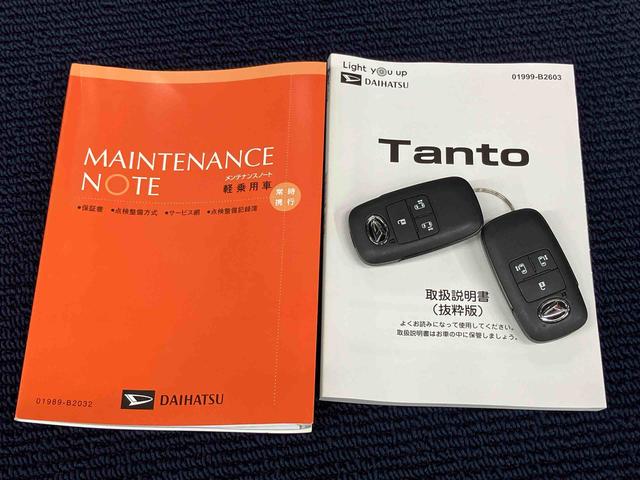 MAINTENANCE
NOTE
メンテナンスノート
軽乗用車
常時
携行
●保証書 ●点検整備方式 ●サービス網 ●点検整備記録簿
01989-B2032
DAIHATSU
Light you up
DAIHATSU
01999-B2603
Tanto
取扱説明書
(抜粋版)
よくお読みになって使用してください。
取扱説明書はお車の中に保管しましょう。